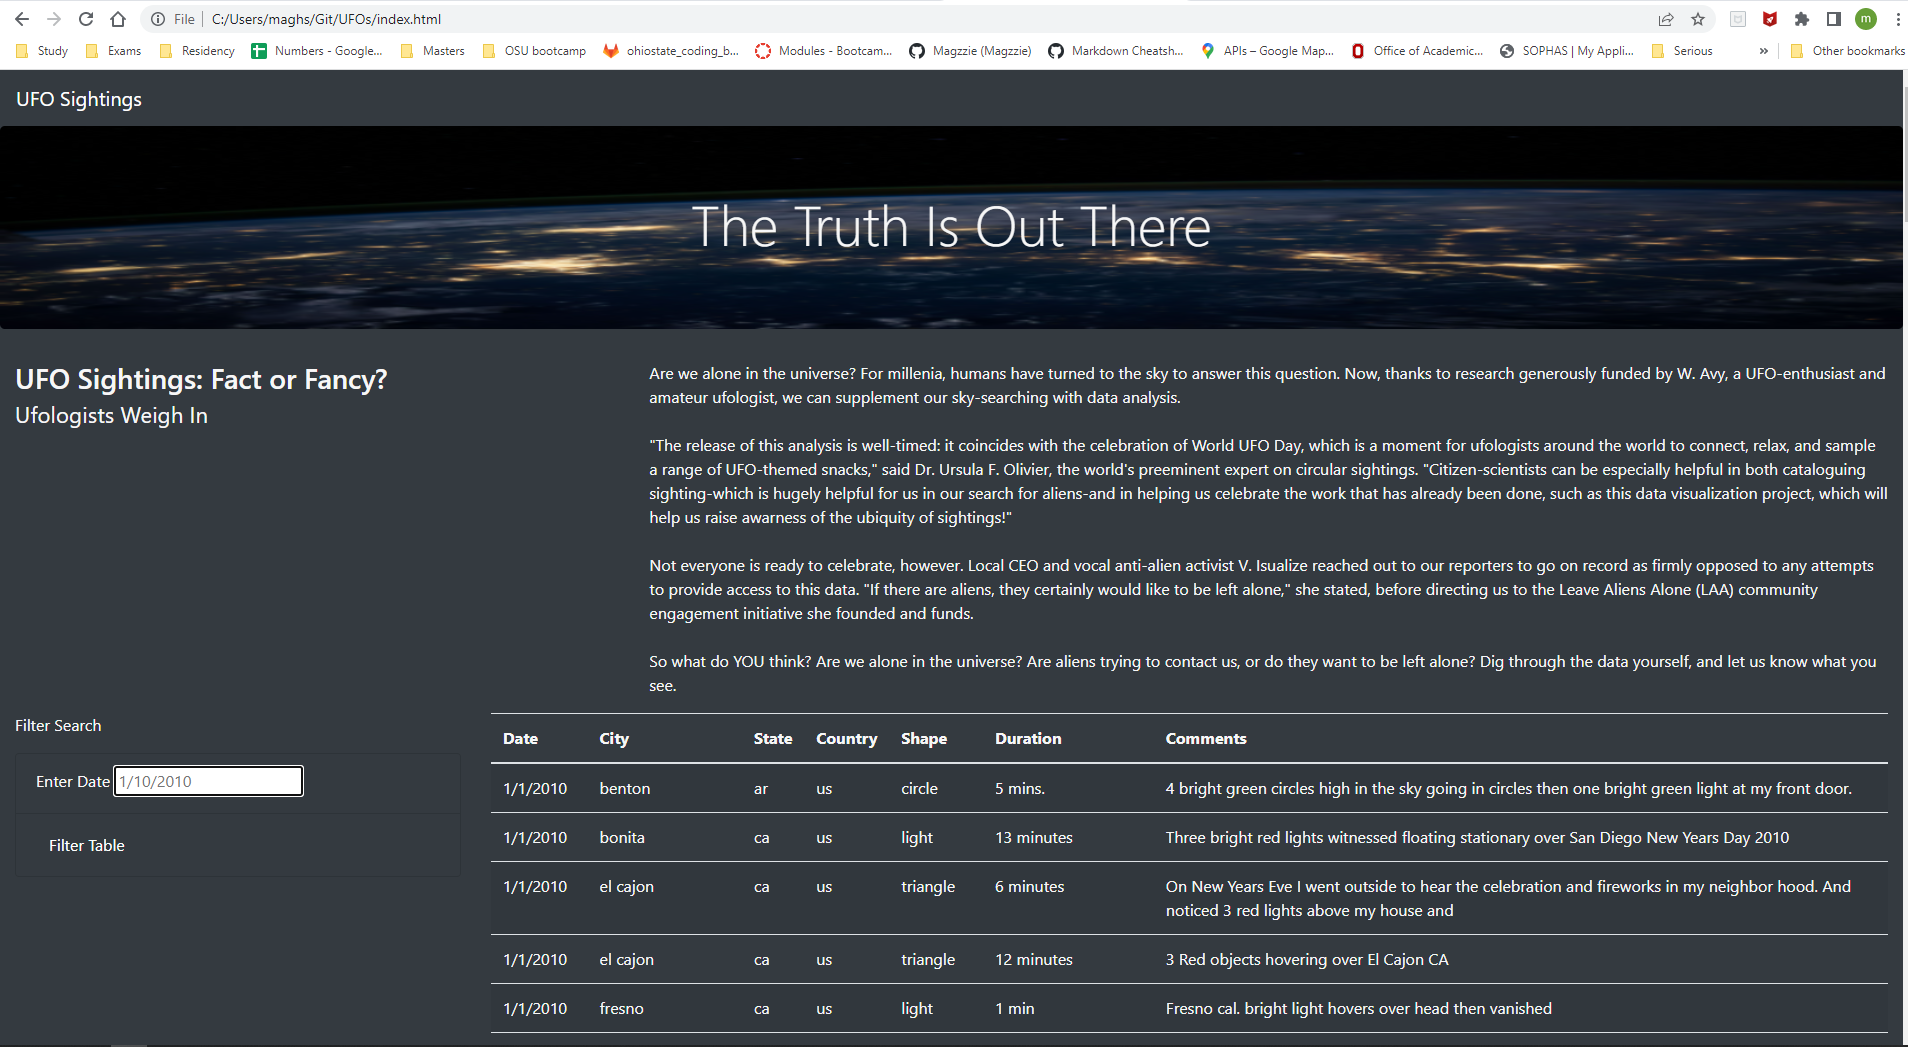 File | C:/Users/maghs/Git/UFOs/index.html
m
Study Exams Residency Numbers - Google... Masters OSU bootcamp ohiostate_coding_b... Modules - Bootcam... Magzzie (Magzzie) Markdown Cheatsh... APIs – Google Map... Office of Academic... SOPHAS | My Appli... Serious » Other bookmarks
UFO Sightings
The Truth Is Out There
UFO Sightings: Fact or Fancy?
Ufologists Weigh In
Are we alone in the universe? For millenia, humans have turned to the sky to answer this question. Now, thanks to research generously funded by W. Avy, a UFO-enthusiast and
amateur ufologist, we can supplement our sky-searching with data analysis.
"The release of this analysis is well-timed: it coincides with the celebration of World UFO Day, which is a moment for ufologists around the world to connect, relax, and sample
a range of UFO-themed snacks," said Dr. Ursula F. Olivier, the world's preeminent expert on circular sightings. "Citizen-scientists can be especially helpful in both cataloguing
sighting-which is hugely helpful for us in our search for aliens-and in helping us celebrate the work that has already been done, such as this data visualization project, which will
help us raise awarness of the ubiquity of sightings!"
Not everyone is ready to celebrate, however. Local CEO and vocal anti-alien activist V. Isualize reached out to our reporters to go on record as firmly opposed to any attempts
to provide access to this data. "If there are aliens, they certainly would like to be left alone," she stated, before directing us to the Leave Aliens Alone (LAA) community
engagement initiative she founded and funds.
So what do YOU think? Are we alone in the universe? Are aliens trying to contact us, or do they want to be left alone? Dig through the data yourself, and let us know what you
see.
Filter Search
Enter Date 1/10/2010
Filter Table
Date City State Country Shape Duration Comments
1/1/2010 benton ar us circle 5 mins. 4 bright green circles high in the sky going in circles then one bright green light at my front door.
1/1/2010 bonita ca us light 13 minutes Three bright red lights witnessed floating stationary over San Diego New Years Day 2010
1/1/2010 el cajon ca us triangle 6 minutes On New Years Eve I went outside to hear the celebration and fireworks in my neighbor hood. And
noticed 3 red lights above my house and
1/1/2010 el cajon ca us triangle 12 minutes 3 Red objects hovering over El Cajon CA
1/1/2010 fresno ca us light 1 min Fresno cal. bright light hovers over head then vanished